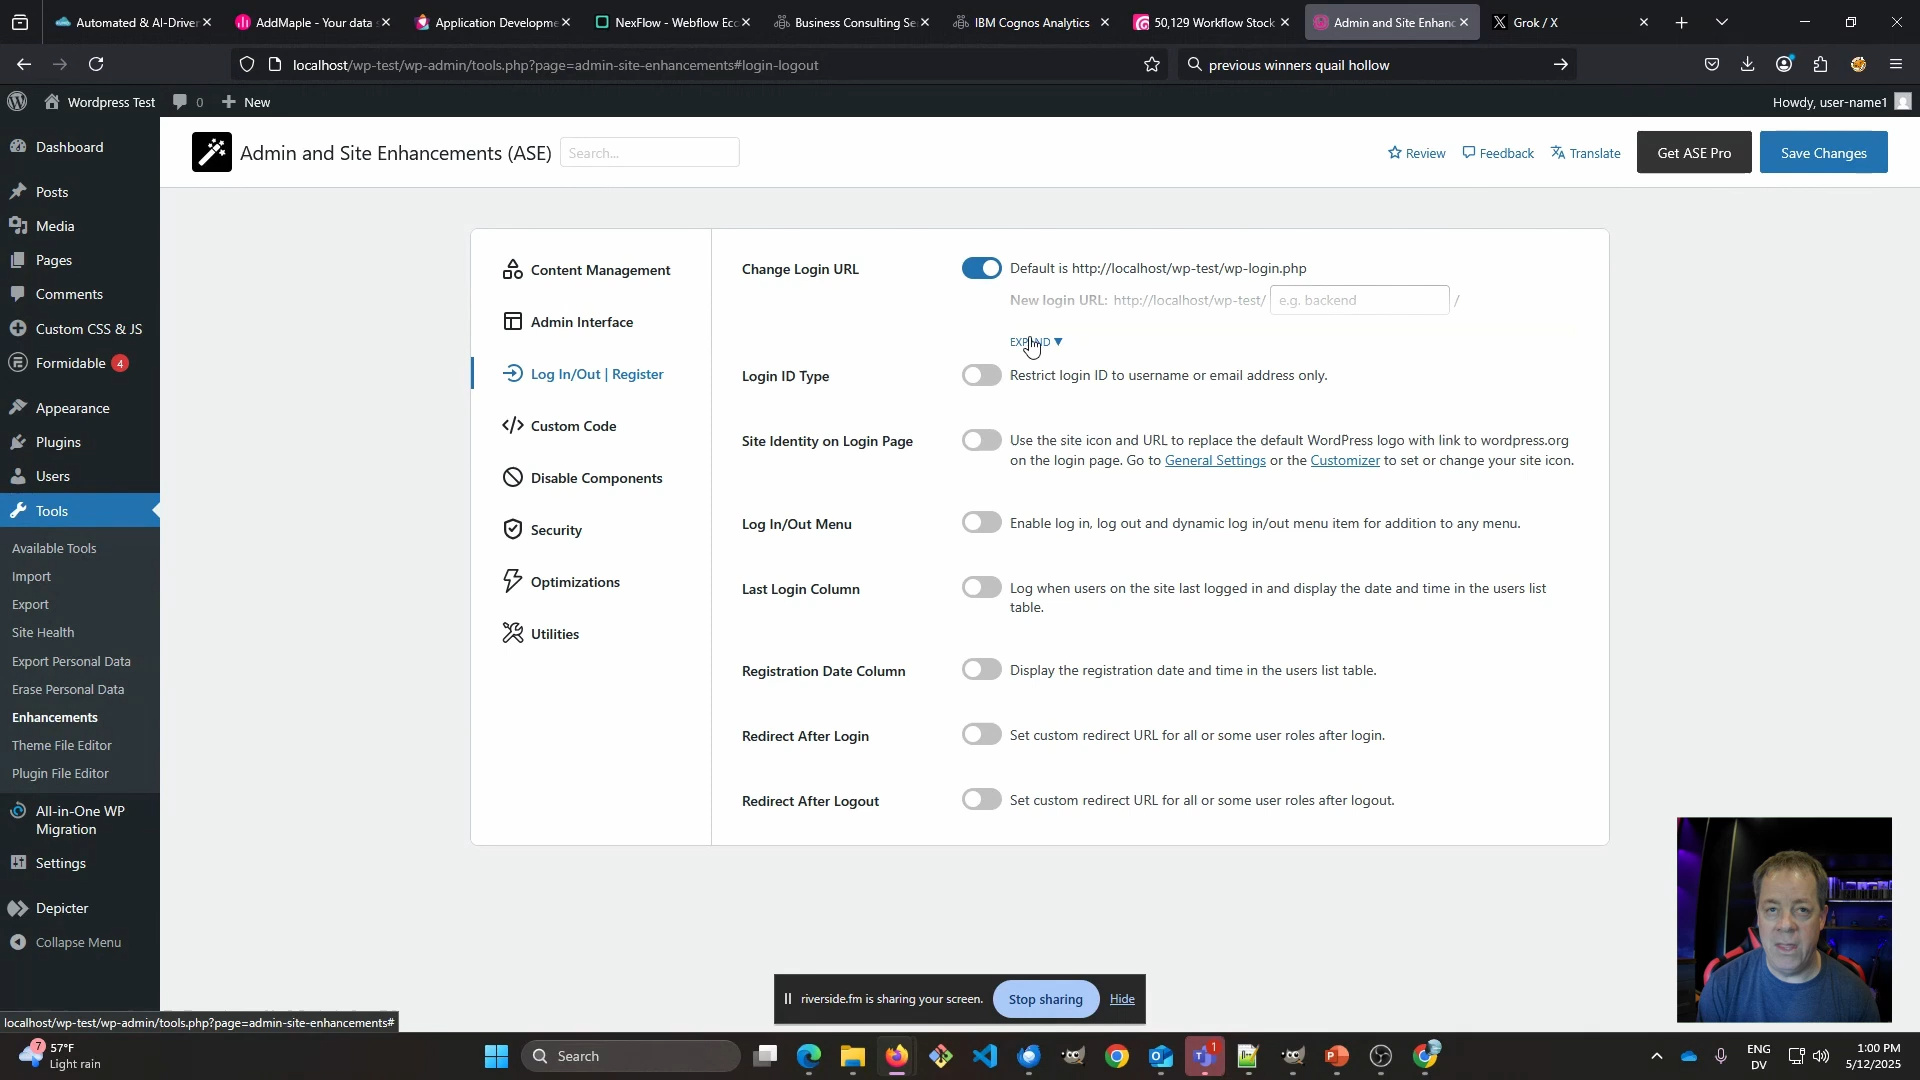 Automated & AI-Driver
AddMaple - Your data
Application Developme
NexFlow - Webflow Ecc
Business Consulting Se
IBM Cognos Analytics
50,129 Workflow Stock
Admin and Site Enhanc
Grok / X
localhost/wp-test/wp-admin/tools.php?page=admin-site-enhancements#login-logout
previous winners quail hollow
Wordpress Test
0
New
Howdy, user-name1
Dashboard
Posts
Media
Pages
Comments
Custom CSS & JS
Formidable 4
Appearance
Plugins
Users
Tools
Available Tools
Import
Export
Site Health
Export Personal Data
Erase Personal Data
Enhancements
Theme File Editor
Plugin File Editor
All-in-One WP
Migration
Settings
Depicter
Collapse Menu
Admin and Site Enhancements (ASE)
Search...
Review
Feedback
Translate
Get ASE Pro
Save Changes
Content Management
Admin Interface
Log In/Out | Register
Custom Code
Disable Components
Security
Optimizations
Utilities
Change Login URL
Default is http://localhost/wp-test/wp-login.php
New login URL: http://localhost/wp-test/ e.g. backend /
EXPAND ▼
Login ID Type
Restrict login ID to username or email address only.
Site Identity on Login Page
Use the site icon and URL to replace the default WordPress logo with link to wordpress.org
on the login page. Go to General Settings or the Customizer to set or change your site icon.
Log In/Out Menu
Enable log in, log out and dynamic log in/out menu item for addition to any menu.
Last Login Column
Log when users on the site last logged in and display the date and time in the users list
table.
Registration Date Column
Display the registration date and time in the users list table.
Redirect After Login
Set custom redirect URL for all or some user roles after login.
Redirect After Logout
Set custom redirect URL for all or some user roles after logout.
riverside.fm is sharing your screen.
Stop sharing
Hide
localhost/wp-test/wp-admin/tools.php?page=admin-site-enhancements#
7
57°F
Light rain
Search
1
ENG
DV
1:00 PM
5/12/2025